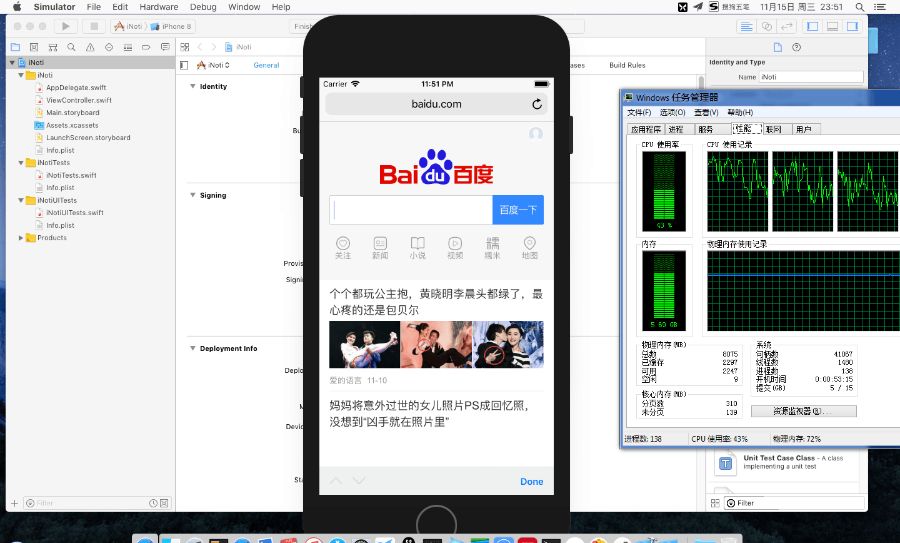 Simulator File Edit Hardware Debug Window Help
搜狗五笔 11月15日 周三 23:51
iNoti iPhone 8
Finis
iNoti
iNoti
AppDelegate.swift
ViewController.swift
Main.storyboard
Assets.xcassets
LaunchScreen.storyboard
Info.plist
iNotiTests
iNotiTests.swift
Info.plist
iNotiUITests
iNotiUITests.swift
Info.plist
Products
Filter
iNoti
General
ases Build Rules
Identity
Bu
Signing
Provis
Signin
Deployment Info
Deploy
M
Devic
Sta
Carrier 11:51 PM
baidu.com
Bai du 百度
百度一下
关注 新闻 小说 视频 糯米 地图
个个都玩公主抱，黄晓明李晨头都绿了，最
心疼的还是包贝尔
爱的语言 11-10
妈妈将意外过世的女儿照片PS成回忆照，
没想到“凶手就在照片里”
Done
Identity and Type
Name iNoti
Windows 任务管理器
文件(F) 选项(O) 查看(V) 帮助(H)
应用程序 进程 服务 性能 联网 用户
CPU 使用率 CPU 使用记录
43 %
内存 物理内存使用记录
5.60 GB
物理内存(MB)
总数 8075
已缓存 2297
可用 2247
空闲 9
核心内存(MB)
分页数 310
未分页 139
系统
句柄数 41067
线程数 1480
进程数 138
开机时间 0:00:53:15
提交(GB) 5 / 15
资源监视器(R)...
进程数: 138 CPU 使用率: 43% 物理内存: 72%
Unit Test Case Class - A class
implementing a unit test
Filter